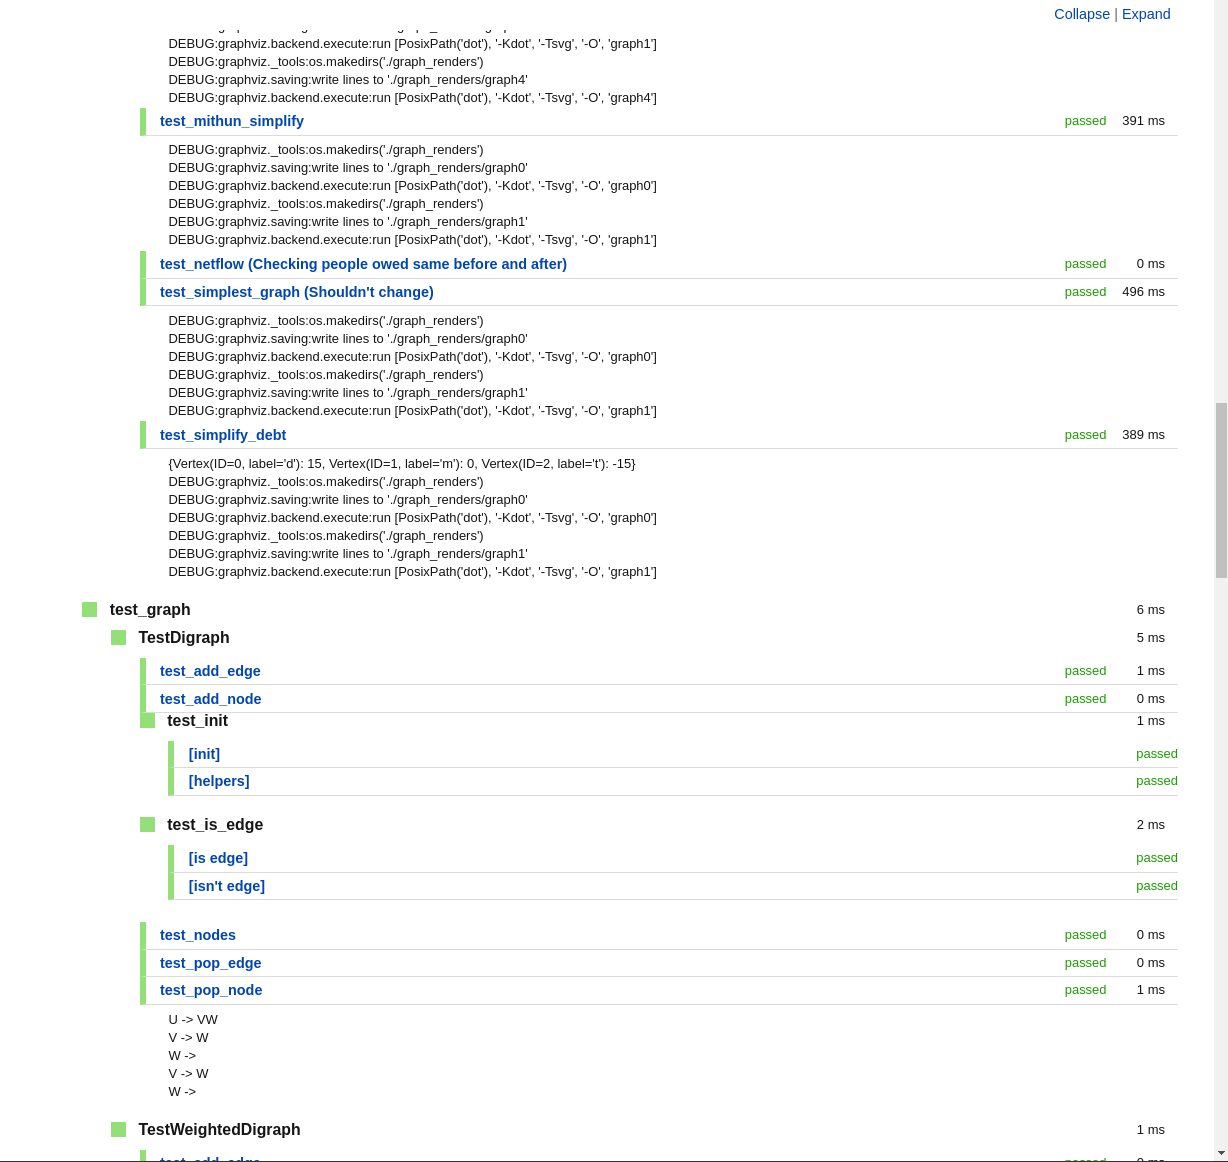 Collapse | Expand
DEBUG:graphviz.backend.execute:run [PosixPath('dot'), '-Kdot', '-Tsvg', '-O', 'graph1']
DEBUG:graphviz._tools:os.makedirs('./graph_renders')
DEBUG:graphviz.saving:write lines to './graph_renders/graph4'
DEBUG:graphviz.backend.execute:run [PosixPath('dot'), '-Kdot', '-Tsvg', '-O', 'graph4']
test_mithun_simplify passed 391 ms
DEBUG:graphviz._tools:os.makedirs('./graph_renders')
DEBUG:graphviz.saving:write lines to './graph_renders/graph0'
DEBUG:graphviz.backend.execute:run [PosixPath('dot'), '-Kdot', '-Tsvg', '-O', 'graph0']
DEBUG:graphviz._tools:os.makedirs('./graph_renders')
DEBUG:graphviz.saving:write lines to './graph_renders/graph1'
DEBUG:graphviz.backend.execute:run [PosixPath('dot'), '-Kdot', '-Tsvg', '-O', 'graph1']
test_netflow (Checking people owed same before and after) passed 0 ms
test_simplest_graph (Shouldn't change) passed 496 ms
DEBUG:graphviz._tools:os.makedirs('./graph_renders')
DEBUG:graphviz.saving:write lines to './graph_renders/graph0'
DEBUG:graphviz.backend.execute:run [PosixPath('dot'), '-Kdot', '-Tsvg', '-O', 'graph0']
DEBUG:graphviz._tools:os.makedirs('./graph_renders')
DEBUG:graphviz.saving:write lines to './graph_renders/graph1'
DEBUG:graphviz.backend.execute:run [PosixPath('dot'), '-Kdot', '-Tsvg', '-O', 'graph1']
test_simplify_debt passed 389 ms
{Vertex(ID=0, label='d'): 15, Vertex(ID=1, label='m'): 0, Vertex(ID=2, label='t'): -15}
DEBUG:graphviz._tools:os.makedirs('./graph_renders')
DEBUG:graphviz.saving:write lines to './graph_renders/graph0'
DEBUG:graphviz.backend.execute:run [PosixPath('dot'), '-Kdot', '-Tsvg', '-O', 'graph0']
DEBUG:graphviz._tools:os.makedirs('./graph_renders')
DEBUG:graphviz.saving:write lines to './graph_renders/graph1'
DEBUG:graphviz.backend.execute:run [PosixPath('dot'), '-Kdot', '-Tsvg', '-O', 'graph1']
test_graph 6 ms
TestDigraph 5 ms
test_add_edge passed 1 ms
test_add_node passed 0 ms
test_init 1 ms
[init] passed
[helpers] passed
test_is_edge 2 ms
[is edge] passed
[isn't edge] passed
test_nodes passed 0 ms
test_pop_edge passed 0 ms
test_pop_node passed 1 ms
U -> VW
V -> W
W ->
V -> W
W ->
TestWeightedDigraph 1 ms